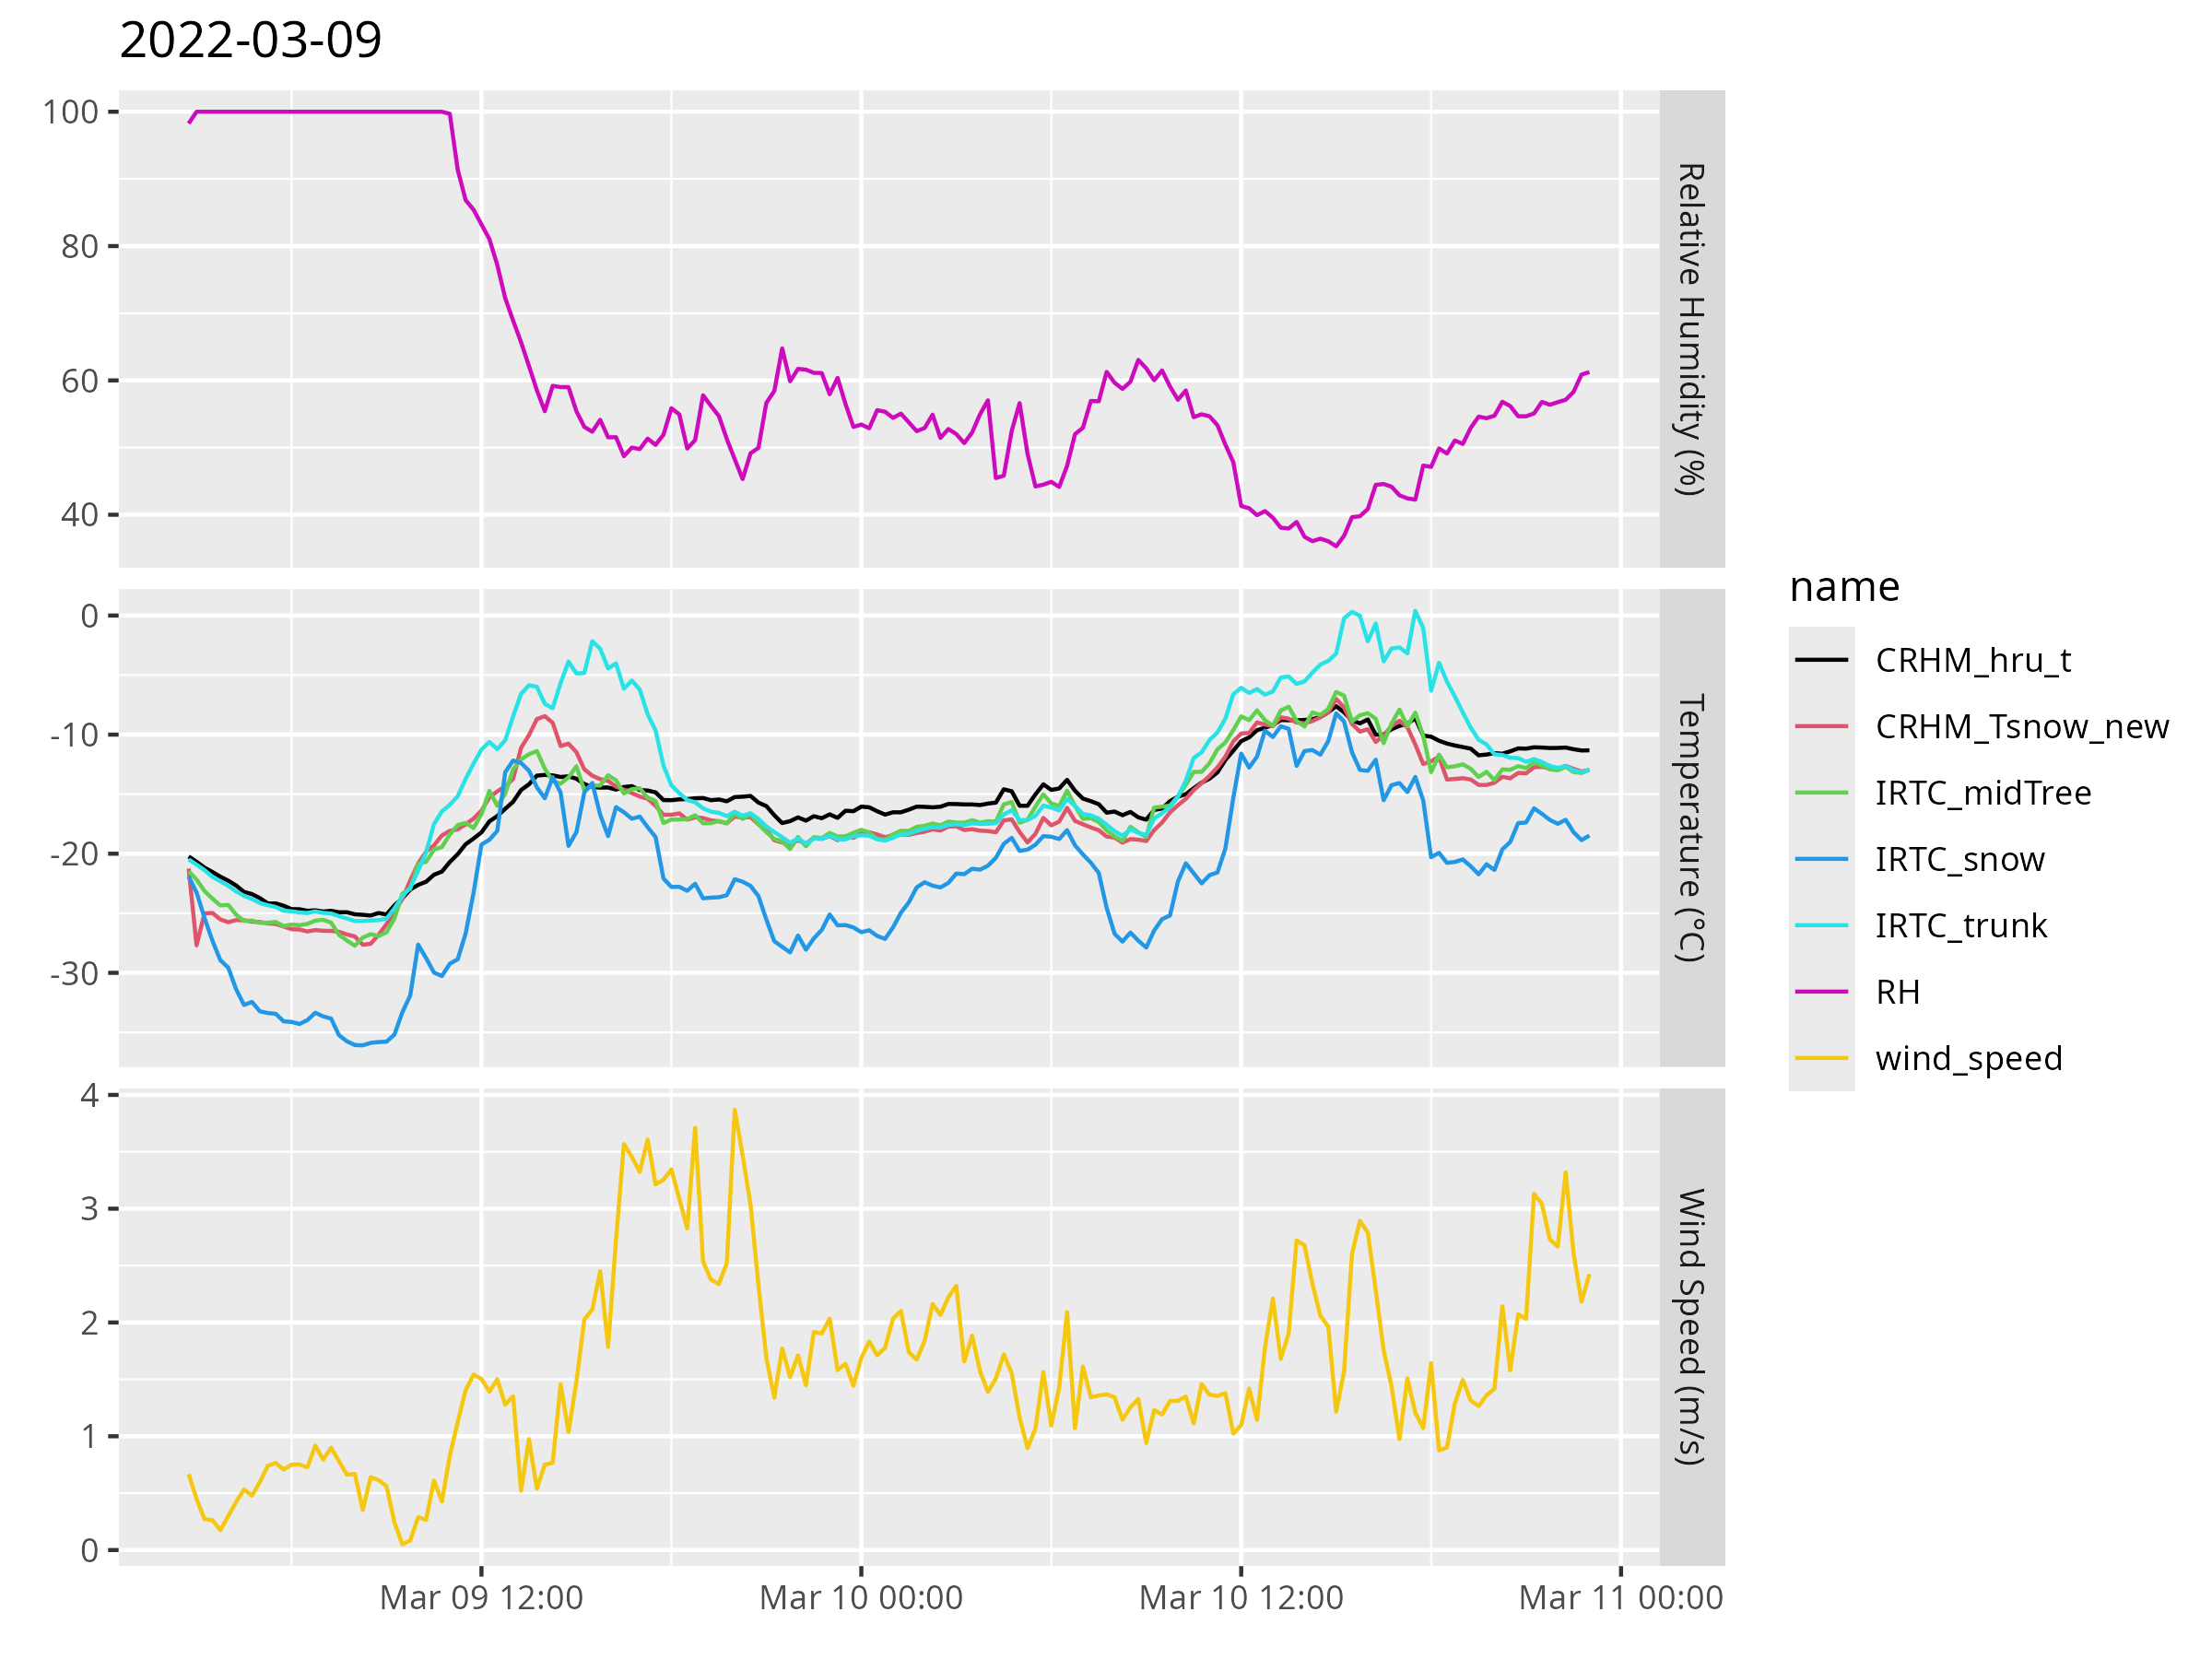 2022-03-09
100
80
60
40
Relative Humidity (%)
0
-10
-20
-30
Temperature (°C)
4
3
2
1
0
Wind Speed (m/s)
Mar 09 12:00
Mar 10 00:00
Mar 10 12:00
Mar 11 00:00
name
CRHM_hru_t
CRHM_Tsnow_new
IRTC_midTree
IRTC_snow
IRTC_trunk
RH
wind_speed